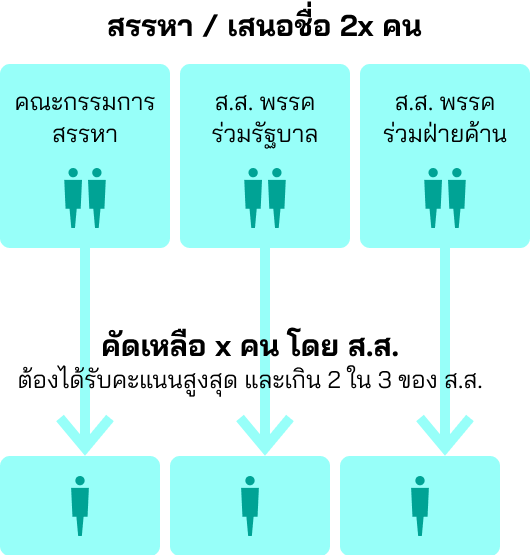 สรรหา / เสนอชื่อ 2x คน
คณะกรรมการ
สรรหา
ส.ส. พรรค
ร่วมรัฐบาล
ส.ส. พรรค
ร่วมฝ่ายค้าน
คัดเหลือ x คน โดย ส.ส.
ต้องได้รับคะแนนสูงสุด และเกิน 2 ใน 3 ของ ส.ส.